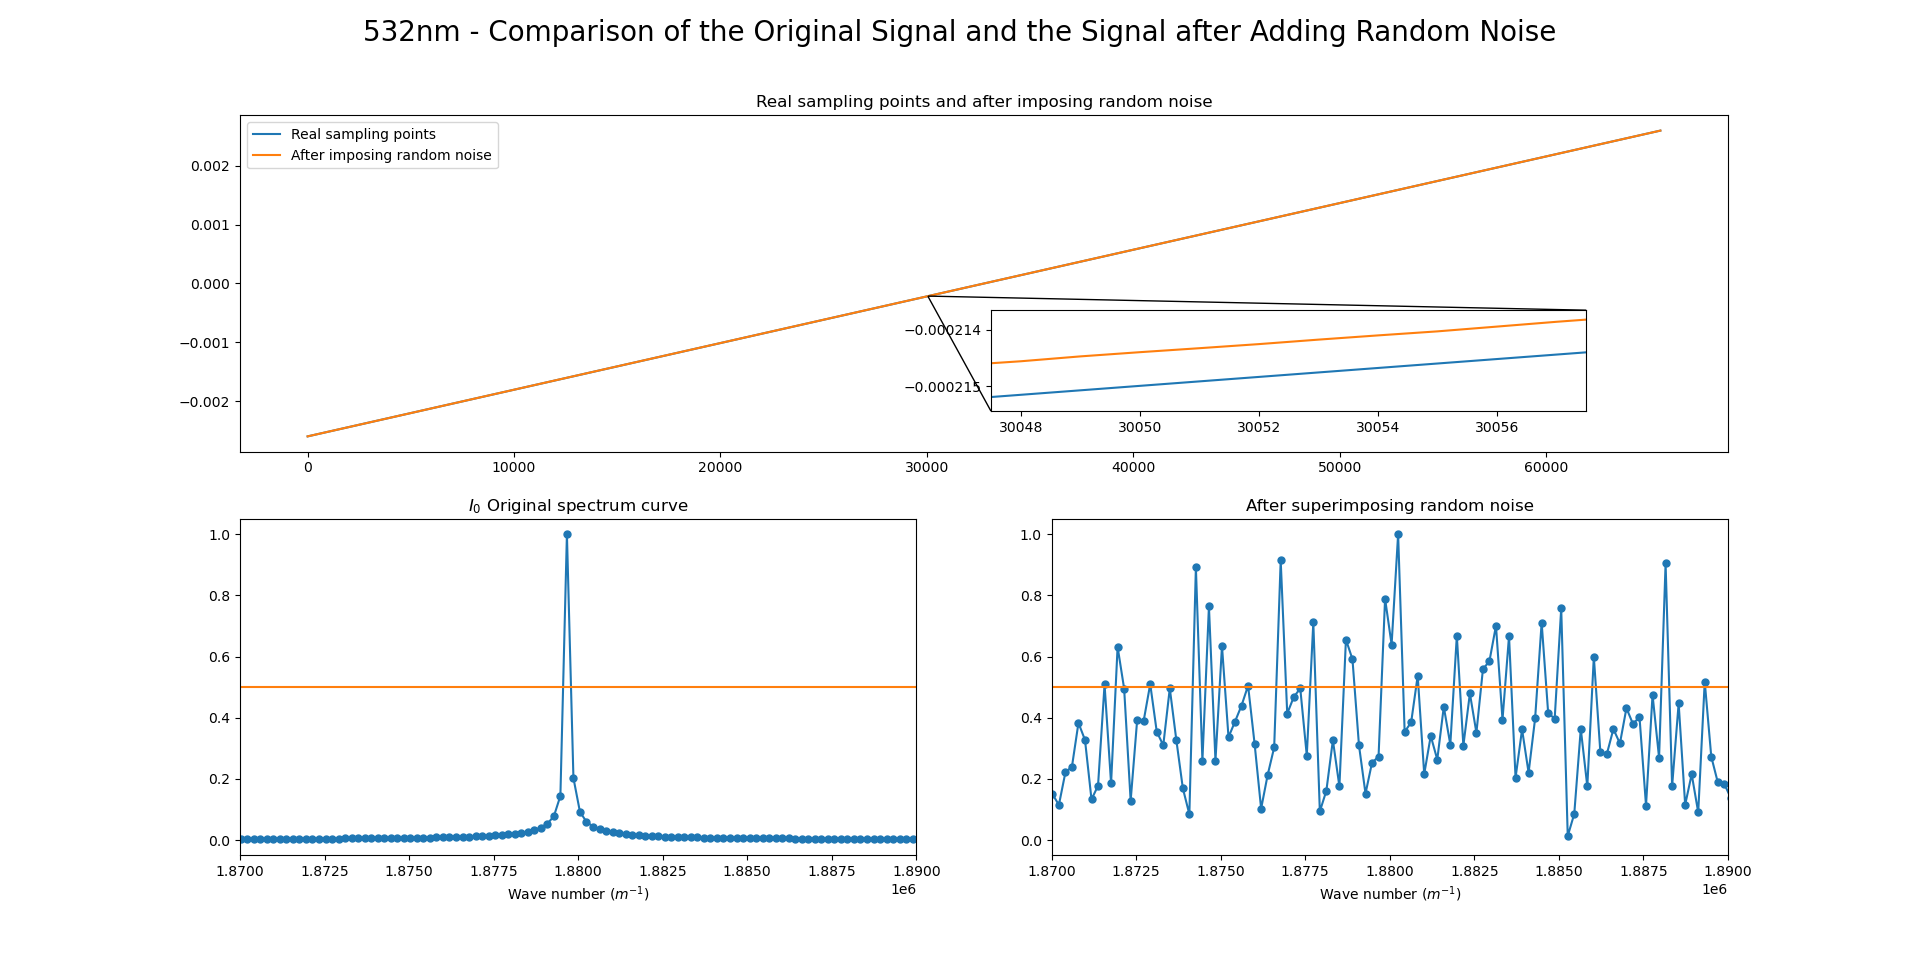 532nm - Comparison of the Original Signal and the Signal after Adding Random Noise
Real sampling points and after imposing random noise
Real sampling points
After imposing random noise
0.002
0.001
0.000
−0.001
−0.002
−0.000214
−0.000215
30048 30050 30052 30054 30056
0 10000 20000 30000 40000 50000 60000
I₀ Original spectrum curve
1.0
0.8
0.6
0.4
0.2
0.0
1.8700 1.8725 1.8750 1.8775 1.8800 1.8825 1.8850 1.8875 1.8900
1e6
Wave number (m⁻¹)
After superimposing random noise
1.0
0.8
0.6
0.4
0.2
0.0
1.8700 1.8725 1.8750 1.8775 1.8800 1.8825 1.8850 1.8875 1.8900
1e6
Wave number (m⁻¹)